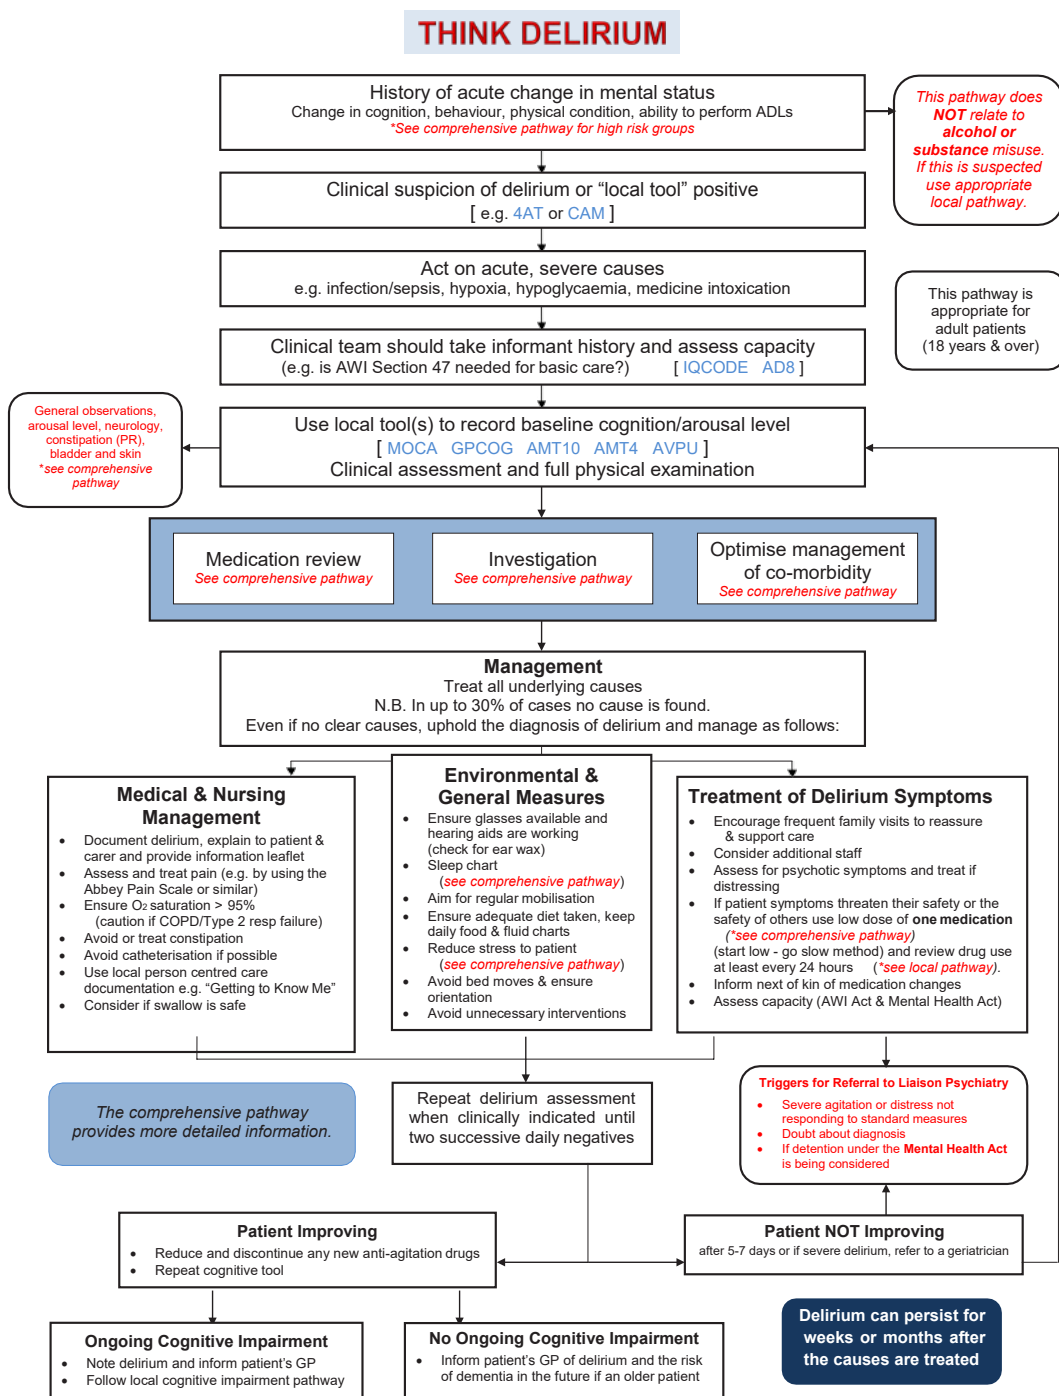 THINK DELIRIUM
History of acute change in mental status
Change in cognition, behaviour, physical condition, ability to perform ADLs
*See comprehensive pathway for high risk groups
This pathway does
NOT relate to
alcohol or
substance misuse.
If this is suspected
use appropriate
local pathway.
Clinical suspicion of delirium or “local tool” positive
[ e.g. 4AT or CAM ]
Act on acute, severe causes
e.g. infection/sepsis, hypoxia, hypoglycaemia, medicine intoxication
This pathway is
appropriate for
adult patients
(18 years & over)
Clinical team should take informant history and assess capacity
(e.g. is AWI Section 47 needed for basic care?) [ IQCODE AD8 ]
General observations,
arousal level, neurology,
constipation (PR),
bladder and skin
*see comprehensive
pathway
Use local tool(s) to record baseline cognition/arousal level
[ MOCA GPCOG AMT10 AMT4 AVPU ]
Clinical assessment and full physical examination
Medication review
See comprehensive pathway
Investigation
See comprehensive pathway
Optimise management
of co-morbidity
See comprehensive pathway
Management
Treat all underlying causes
N.B. In up to 30% of cases no cause is found.
Even if no clear causes, uphold the diagnosis of delirium and manage as follows:
Medical & Nursing
Management
• Document delirium, explain to patient &
carer and provide information leaflet
• Assess and treat pain (e.g. by using the
Abbey Pain Scale or similar)
• Ensure O2 saturation > 95%
(caution if COPD/Type 2 resp failure)
• Avoid or treat constipation
• Avoid catheterisation if possible
• Use local person centred care
documentation e.g. “Getting to Know Me”
• Consider if swallow is safe
Environmental &
General Measures
• Ensure glasses available and
hearing aids are working
(check for ear wax)
• Sleep chart
(see comprehensive pathway)
• Aim for regular mobilisation
• Ensure adequate diet taken, keep
daily food & fluid charts
• Reduce stress to patient
(see comprehensive pathway)
• Avoid bed moves & ensure
orientation
• Avoid unnecessary interventions
Treatment of Delirium Symptoms
• Encourage frequent family visits to reassure
& support care
• Consider additional staff
• Assess for psychotic symptoms and treat if
distressing
• If patient symptoms threaten their safety or the
safety of others use low dose of one medication
(*see comprehensive pathway)
(start low - go slow method) and review drug use
at least every 24 hours (*see local pathway).
• Inform next of kin of medication changes
• Assess capacity (AWI Act & Mental Health Act)
The comprehensive pathway
provides more detailed information.
Repeat delirium assessment
when clinically indicated until
two successive daily negatives
Triggers for Referral to Liaison Psychiatry
• Severe agitation or distress not
responding to standard measures
• Doubt about diagnosis
• If detention under the Mental Health Act
is being considered
Patient Improving
• Reduce and discontinue any new anti-agitation drugs
• Repeat cognitive tool
Patient NOT Improving
after 5-7 days or if severe delirium, refer to a geriatrician
Ongoing Cognitive Impairment
• Note delirium and inform patient’s GP
• Follow local cognitive impairment pathway
No Ongoing Cognitive Impairment
• Inform patient’s GP of delirium and the risk
of dementia in the future if an older patient
Delirium can persist for
weeks or months after
the causes are treated